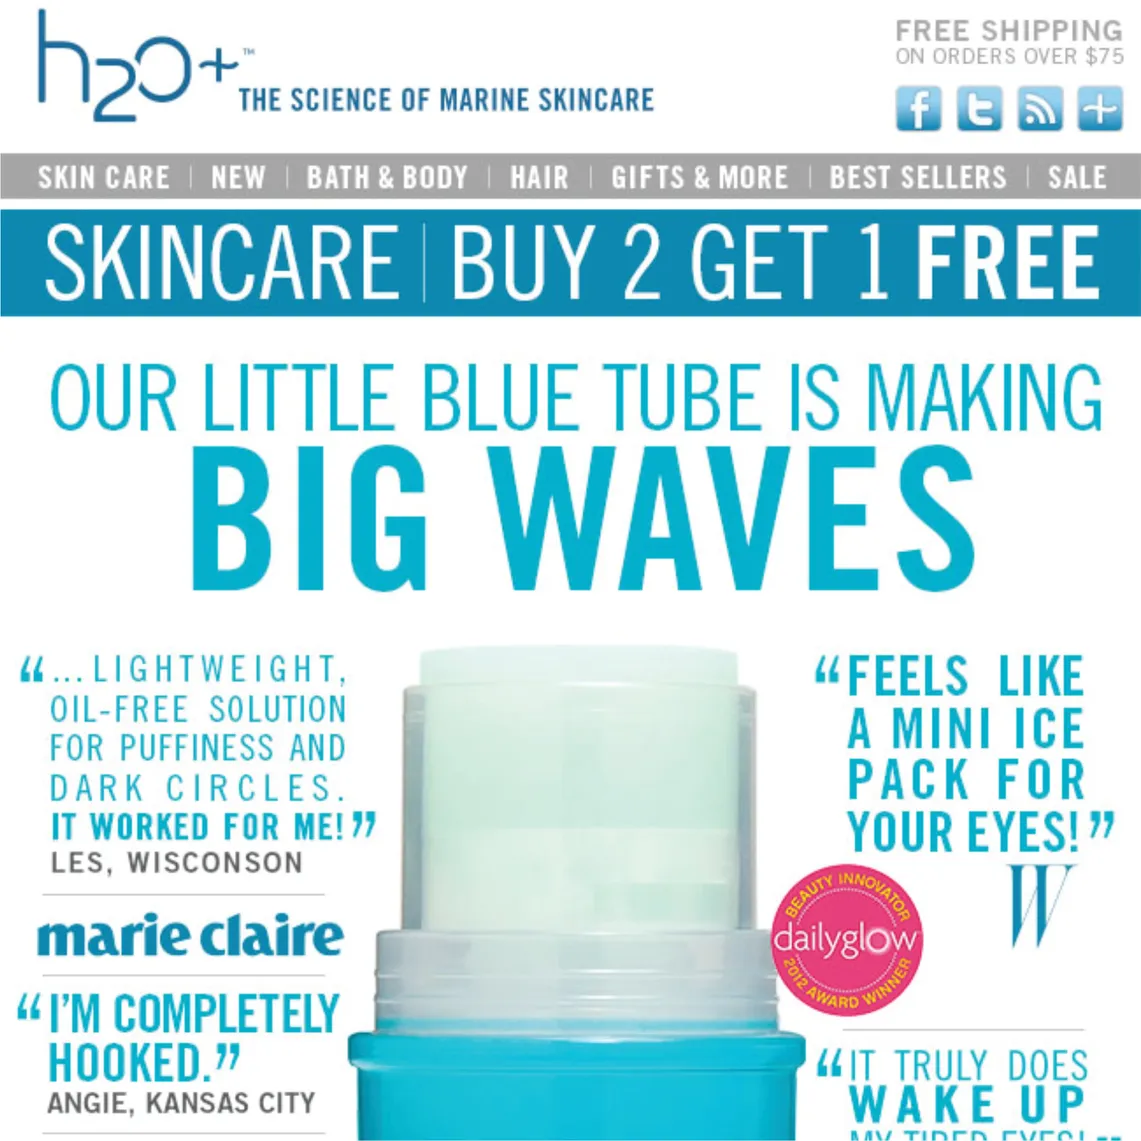 h2O+™
THE SCIENCE OF MARINE SKINCARE
FREE SHIPPING
ON ORDERS OVER $75
SKIN CARE | NEW | BATH & BODY | HAIR | GIFTS & MORE | BEST SELLERS | SALE
SKINCARE | BUY 2 GET 1 FREE
OUR LITTLE BLUE TUBE IS MAKING
BIG WAVES
“...LIGHTWEIGHT,
OIL-FREE SOLUTION
FOR PUFFINESS AND
DARK CIRCLES.
IT WORKED FOR ME!”
LES, WISCONSON
marie claire
“I'M COMPLETELY
HOOKED.”
ANGIE, KANSAS CITY
“FEELS LIKE
A MINI ICE
PACK FOR
YOUR EYES!”
W
BEAUTY INNOVATOR
dailyglow
2012 AWARD WINNER
“IT TRULY DOES
WAKE UP
MY TIRED EYES!